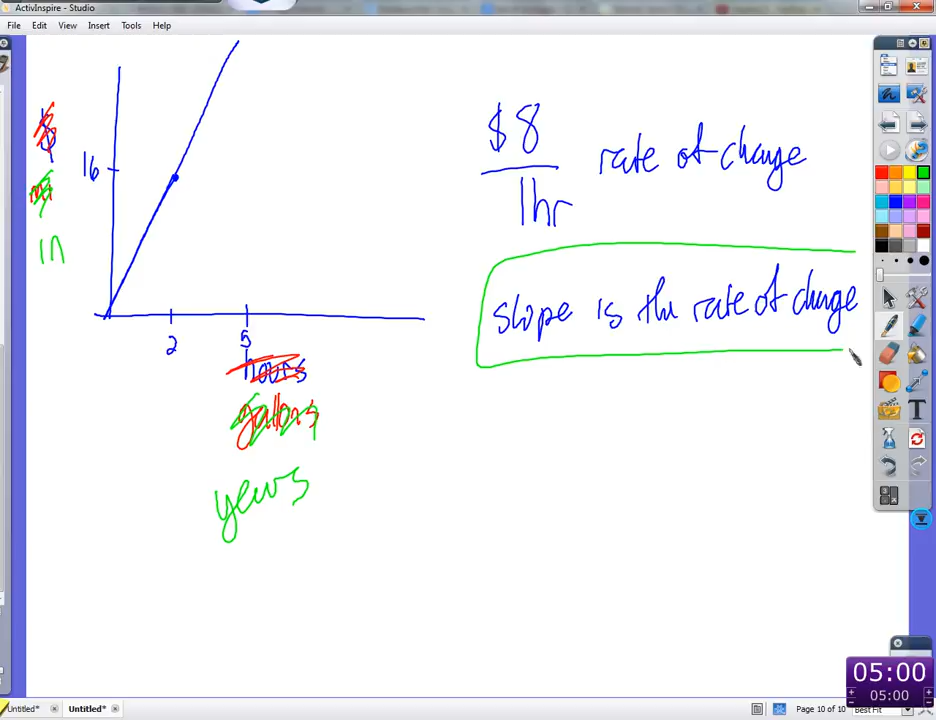 ActivInspire - Studio
File Edit View Insert Tools Help
16
in
2
5
hours
gallons
years
$8
1hr
rate of change
slope is the rate of change
05:00
05:00
Untitled*
Untitled*
Page 10 of 10
Best Fit